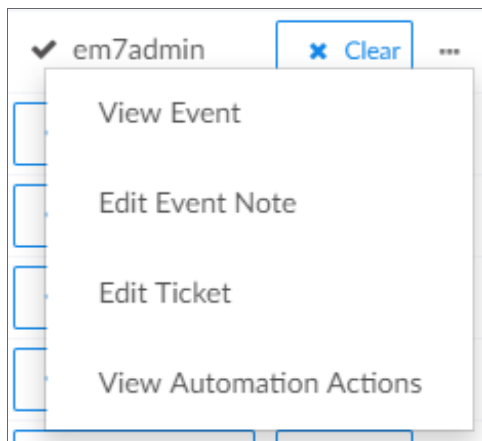 em7admin Clear
View Event
Edit Event Note
Edit Ticket
View Automation Actions